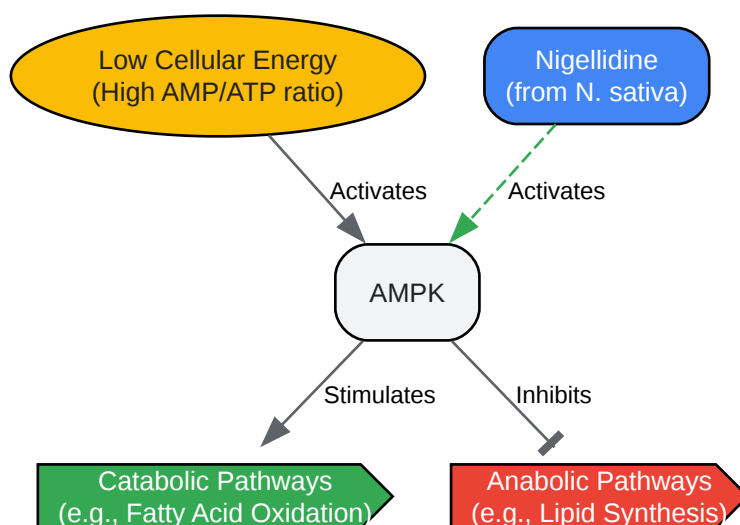 Low Cellular Energy
(High AMP/ATP ratio)
Nigellidine
(from N. sativa)
Activates
Activates
AMPK
Stimulates
Inhibits
Catabolic Pathways
(e.g., Fatty Acid Oxidation)
Anabolic Pathways
(e.g., Lipid Synthesis)